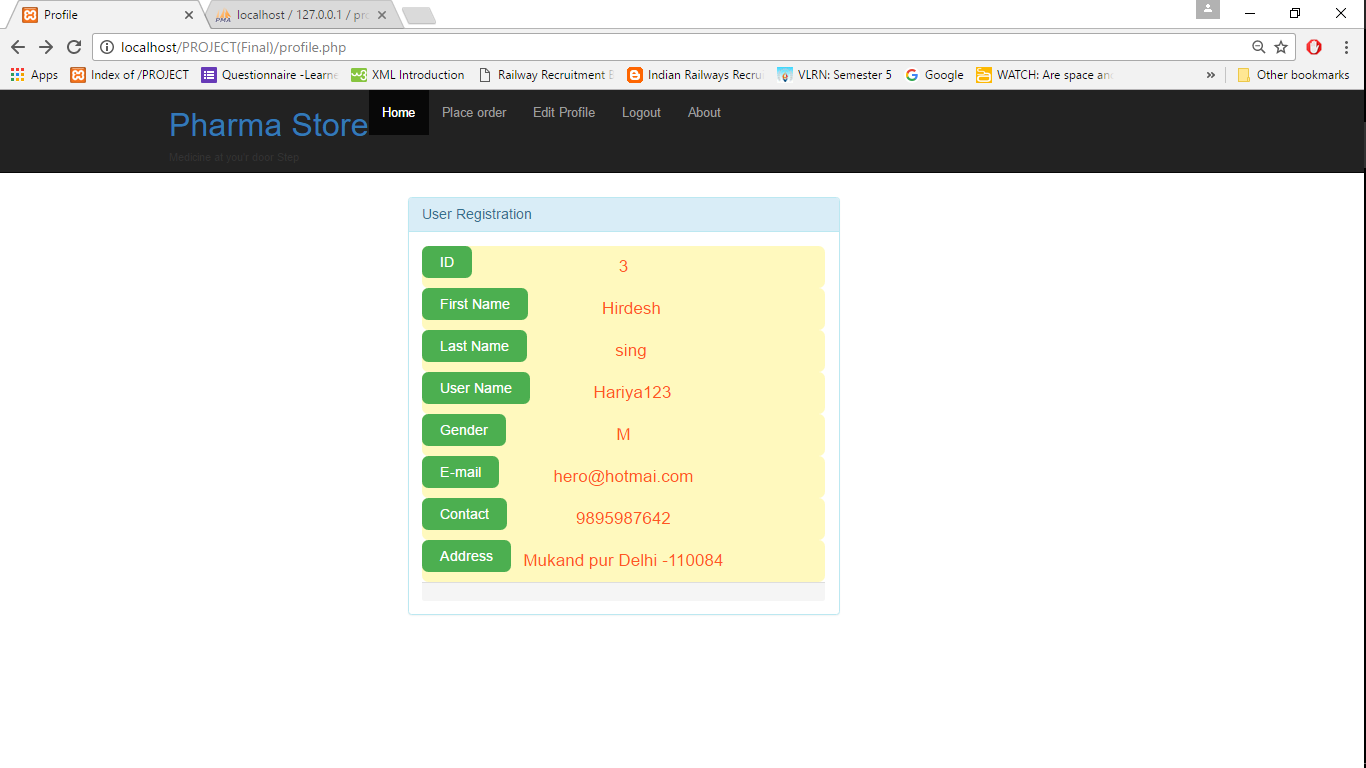 Profile
localhost / 127.0.0.1 / pro
localhost/PROJECT(Final)/profile.php
Apps
Index of /PROJECT
Questionnaire -Learne
XML Introduction
Railway Recruitment
Indian Railways Recru
VLRN: Semester 5
Google
WATCH: Are space and
»
Other bookmarks
Pharma Store
Home
Place order
Edit Profile
Logout
About
Medicine at your door Step
User Registration
ID 3
First Name Hirdesh
Last Name sing
User Name Hariya123
Gender M
E-mail hero@hotmai.com
Contact 9895987642
Address Mukand pur Delhi -110084